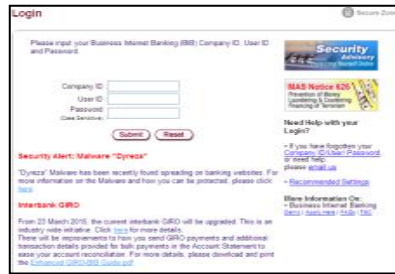 Login
Secure Zone
Please input your Business Internet Banking (BIB) Company ID, User ID
and Password.
Company ID
User ID
Password
(Case Sensitive)
Submit
Reset
Security Alert: Malware "Dyreza"
"Dyreza" Malware has been recently found spreading on banking websites. For
more information on the Malware and how you can be protected, please click
here
Interbank GIRO
From 23 March 2015, the current interbank GIRO will be upgraded. This is an
industry wide initiative. Click here for more details.
There will be improvements to how you send GIRO payments and additional
transaction details provided for bulk payments in the Account Statement to
ease your account reconciliation. For more details, please download and print
the Enhanced GIRO-BIB Guide.pdf
Security
Advisory
MAS Notice 626
Prevention of Money
Laundering & Countering
Financing of Terrorism
Need Help with your
Login?
- If you have forgotten your
Company ID/User/ Password
or need help,
please email us
- Recommended Settings
More Information On:
- Business Internet Banking
Demo / Apply here / FAQs / T&C